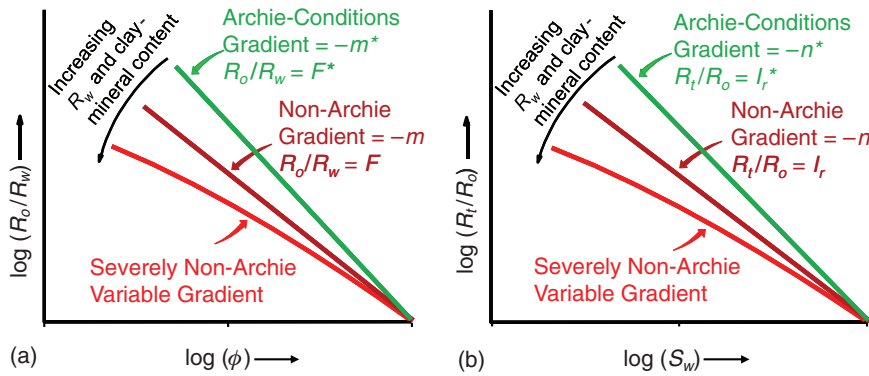 Increasing
R_w and clay-
mineral content
Archie-Conditions
Gradient = −m*
R_o/R_w = F*
Non-Archie
Gradient = −m
R_o/R_w = F
Severely Non-Archie
Variable Gradient
log (R_o/R_w)
(a)
log (ϕ)
Increasing
R_w and clay-
mineral content
Archie-Conditions
Gradient = −n*
R_t/R_o = I_r*
Non-Archie
Gradient = −n
R_t/R_o = I_r
Severely Non-Archie
Variable Gradient
log (R_t/R_o)
(b)
log (S_w)